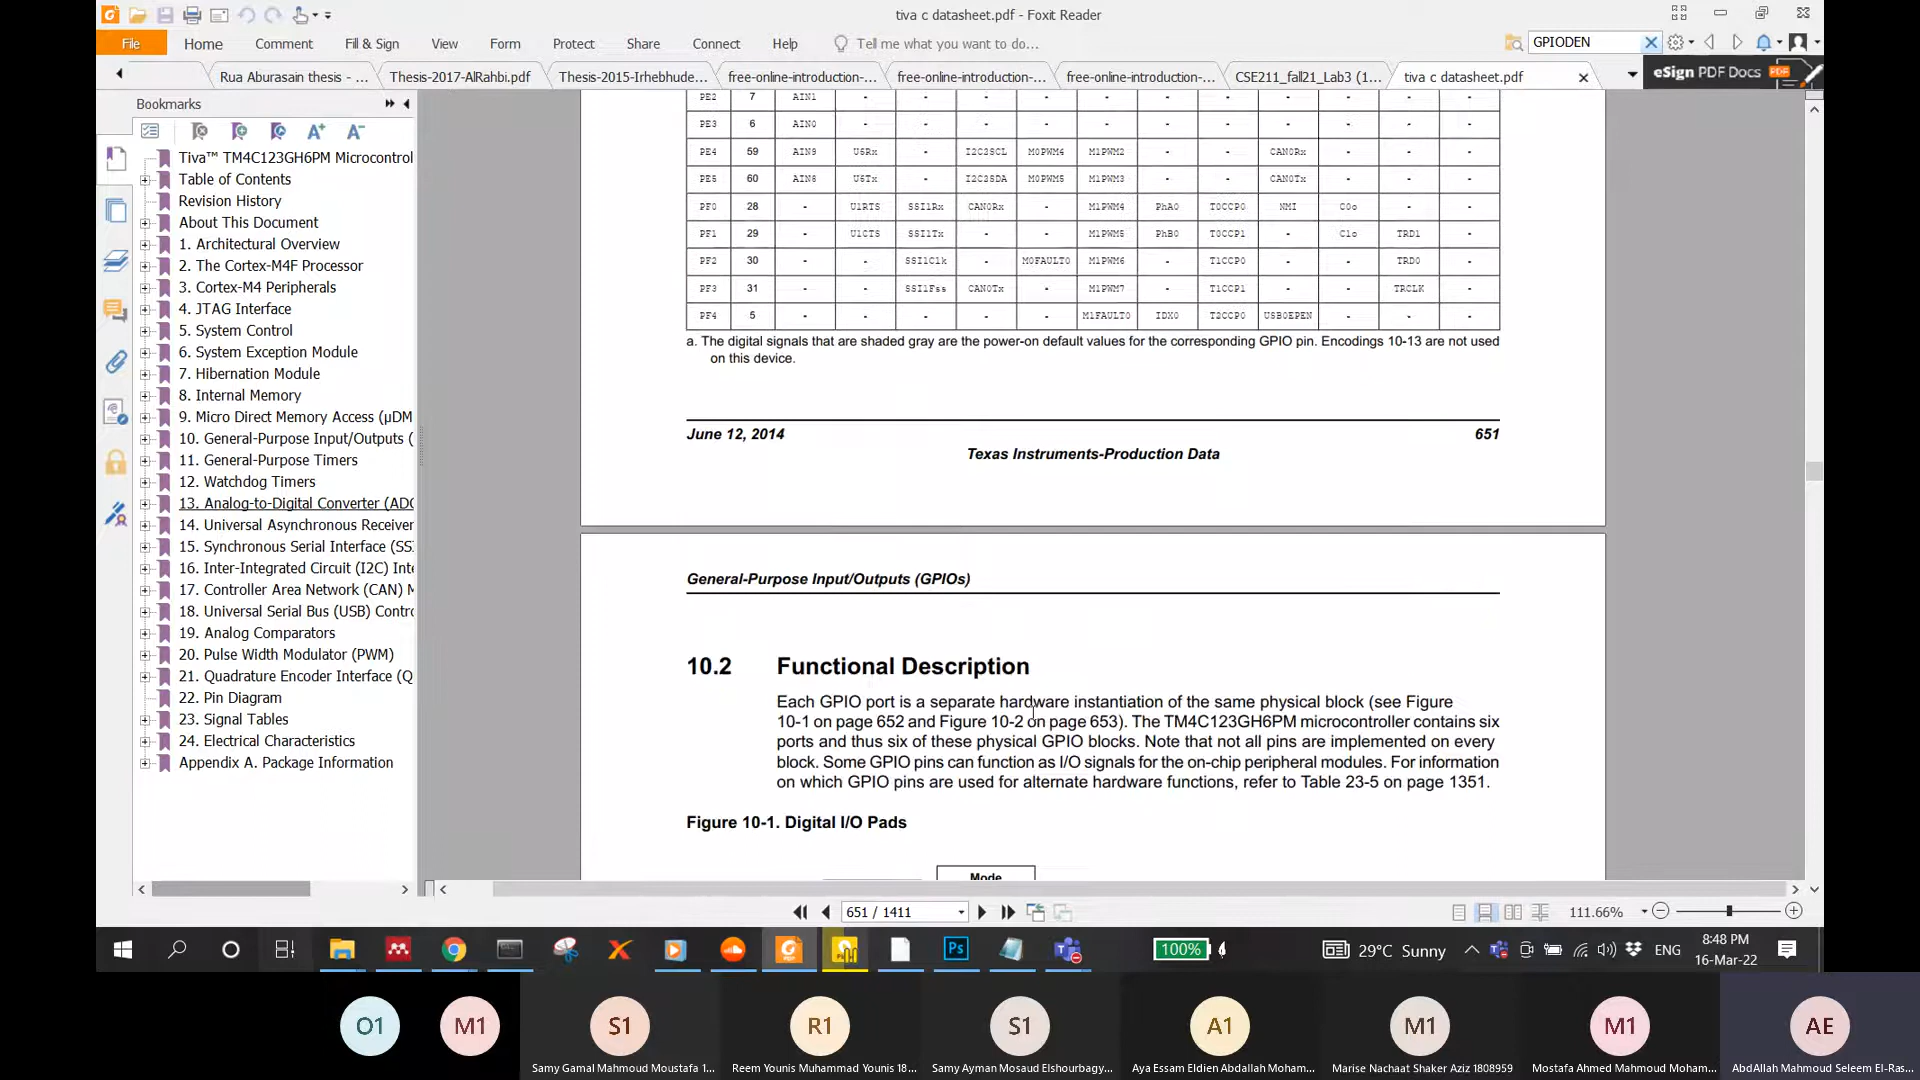 tiva c datasheet.pdf - Foxit Reader
File Home Comment Fill & Sign View Form Protect Share Connect Help Tell me what you want to do... GPIODEN
Rua Aburasain thesis - ... Thesis-2017-AlRahbi.pdf Thesis-2015-Irhebhude... free-online-introduction-... free-online-introduction-... free-online-introduction-... CSE211_fall21_Lab3 (1... tiva c datasheet.pdf eSign PDF Docs PDF
Bookmarks
Tiva™ TM4C123GH6PM Microcontrol
Table of Contents
Revision History
About This Document
1. Architectural Overview
2. The Cortex-M4F Processor
3. Cortex-M4 Peripherals
4. JTAG Interface
5. System Control
6. System Exception Module
7. Hibernation Module
8. Internal Memory
9. Micro Direct Memory Access (μDM
10. General-Purpose Input/Outputs (
11. General-Purpose Timers
12. Watchdog Timers
13. Analog-to-Digital Converter (ADC
14. Universal Asynchronous Receiver
15. Synchronous Serial Interface (SS
16. Inter-Integrated Circuit (I2C) Inte
17. Controller Area Network (CAN) M
18. Universal Serial Bus (USB) Contro
19. Analog Comparators
20. Pulse Width Modulator (PWM)
21. Quadrature Encoder Interface (Q
22. Pin Diagram
23. Signal Tables
24. Electrical Characteristics
Appendix A. Package Information
PE2 7 AIN1 - - - - - - - - - - -
PE3 6 AIN0 - - - - - - - - - - -
PE4 59 AIN9 U5Rx - I2C2SCL M0PWM4 M1PWM2 - - CAN0Rx - - -
PE5 60 AIN8 U5Tx - I2C2SDA M0PWM5 M1PWM3 - - CAN0Tx - - -
PF0 28 - U1RTS SSI1Rx CAN0Rx - M1PWM4 PhA0 T0CCP0 NMI C0o - -
PF1 29 - U1CTS SSI1Tx - - M1PWM5 PhB0 T0CCP1 - C1o TRD1 -
PF2 30 - - SSI1Clk - M0FAULT0 M1PWM6 - T1CCP0 - - TRD0 -
PF3 31 - - SSI1Fss CAN0Tx - M1PWM7 - T1CCP1 - - TRCLK -
PF4 5 - - - - - M1FAULT0 IDX0 T2CCP0 USB0EPEN - - -
a. The digital signals that are shaded gray are the power-on default values for the corresponding GPIO pin. Encodings 10-13 are not used
on this device.
June 12, 2014 651
Texas Instruments-Production Data
General-Purpose Input/Outputs (GPIOs)
10.2 Functional Description
Each GPIO port is a separate hardware instantiation of the same physical block (see Figure
10-1 on page 652 and Figure 10-2 on page 653). The TM4C123GH6PM microcontroller contains six
ports and thus six of these physical GPIO blocks. Note that not all pins are implemented on every
block. Some GPIO pins can function as I/O signals for the on-chip peripheral modules. For information
on which GPIO pins are used for alternate hardware functions, refer to Table 23-5 on page 1351.
Figure 10-1. Digital I/O Pads
Mode
651 / 1411 111.66%
100% 29°C Sunny ENG 8:48 PM
16-Mar-22
O1 M1 S1 R1 S1 A1 M1 M1 AE
Samy Gamal Mahmoud Moustafa 1... Reem Younis Muhammad Younis 18... Samy Ayman Mosaud Elshourbagy... Aya Essam Eldien Abdallah Moham... Marise Nachaat Shaker Aziz 1808959 Mostafa Ahmed Mahmoud Moham... AbdAllah Mahmoud Seleem El-Ras...